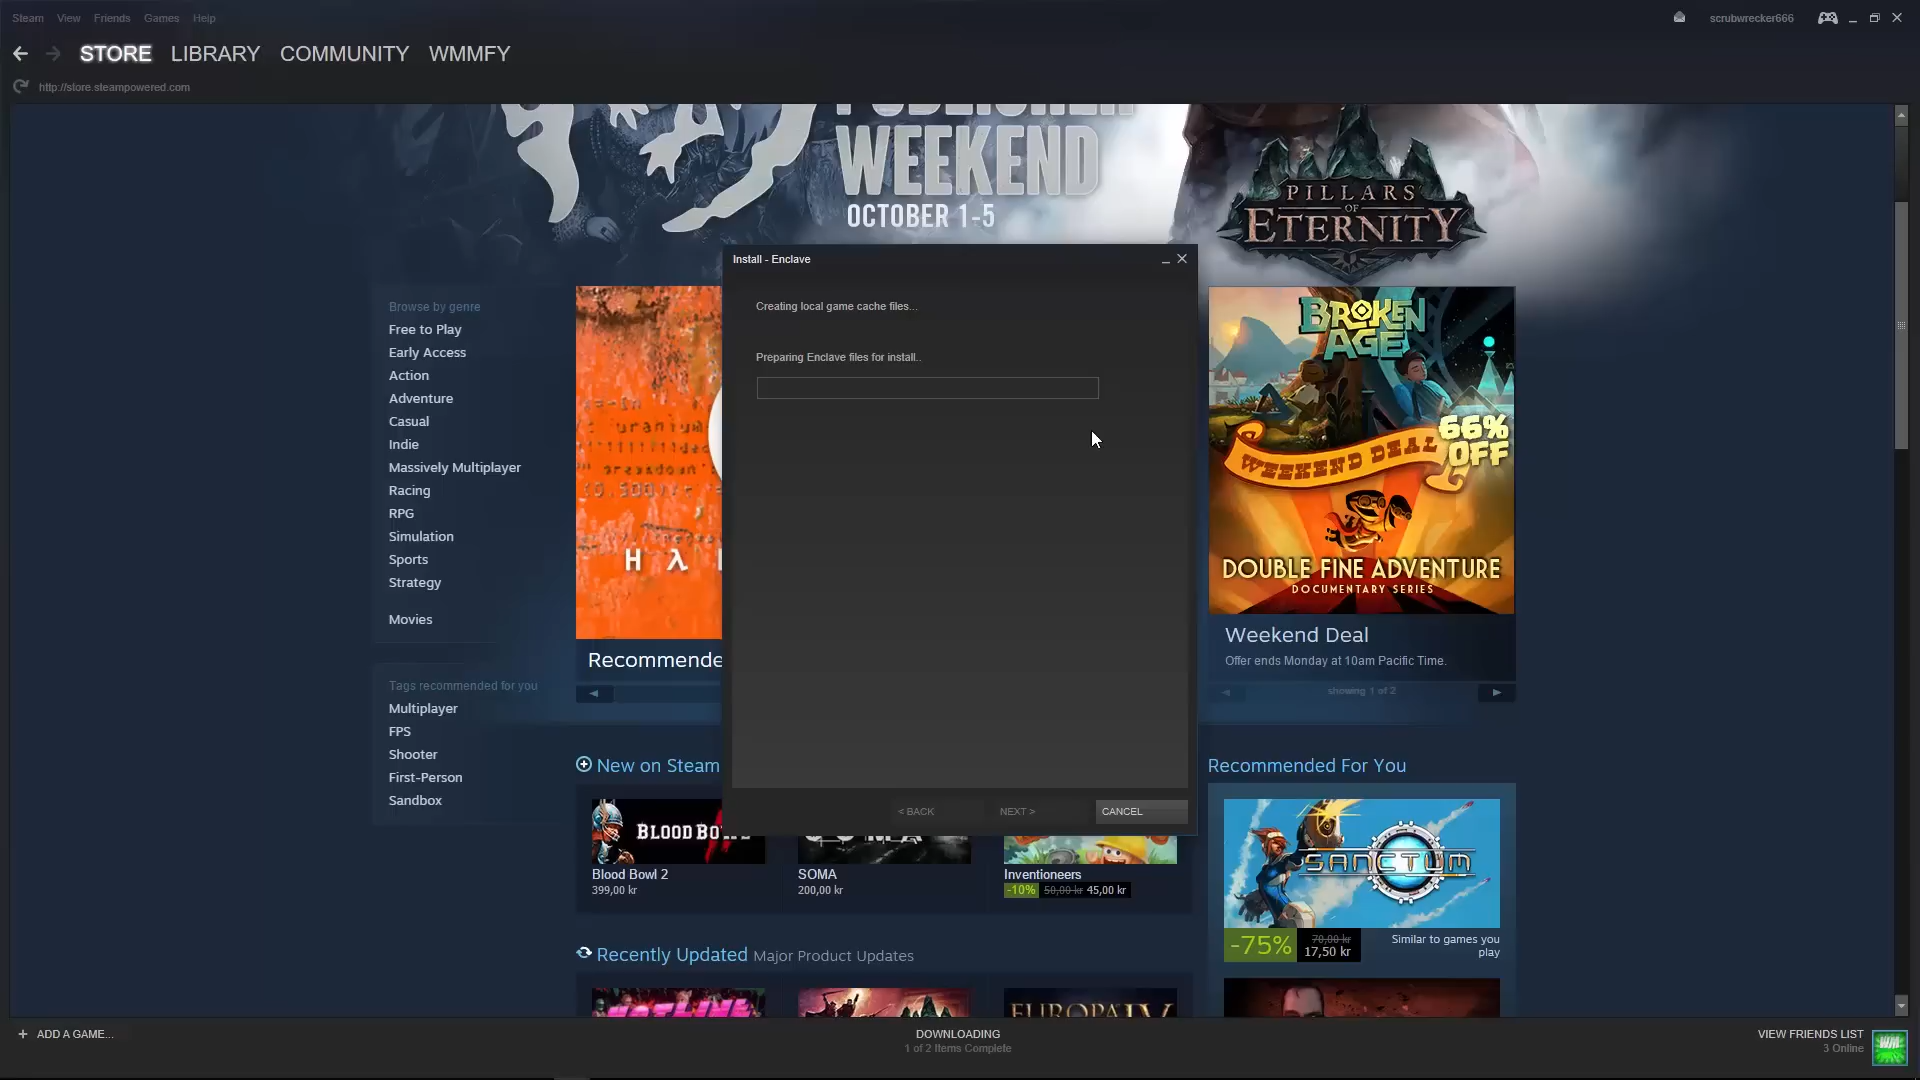 Steam View Friends Games Help
scrubwrecker666
STORE LIBRARY COMMUNITY WMMFY
http://store.steampowered.com
WEEKEND
OCTOBER 1-5
PILLARS
OF
ETERNITY
Install - Enclave
Creating local game cache files...
Preparing Enclave files for install..
< BACK
NEXT >
CANCEL
Browse by genre
Free to Play
Early Access
Action
Adventure
Casual
Indie
Massively Multiplayer
Racing
RPG
Simulation
Sports
Strategy
Movies
Tags recommended for you
Multiplayer
FPS
Shooter
First-Person
Sandbox
H λ
Recommende
BROKEN
AGE
66%
OFF
WEEKEND DEAL
DOUBLE FINE ADVENTURE
DOCUMENTARY SERIES
Weekend Deal
Offer ends Monday at 10am Pacific Time.
showing 1 of 2
New on Steam
BLOOD BOWL
Blood Bowl 2
399,00 kr
SOMA
200,00 kr
Inventioneers
-10% 50,00 kr 45,00 kr
Recommended For You
SANCTUM
-75%
70,00 kr
17,50 kr
Similar to games you
play
Recently Updated Major Product Updates
HOTLINE
EUROPA IV
+ ADD A GAME...
DOWNLOADING
1 of 2 Items Complete
VIEW FRIENDS LIST
3 Online
WM